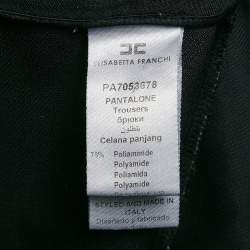 ELISABETTA FRANCHI
PA7053678
PANTALONE
Trousers
брюки
بنطلون
Celana panjang
Poliammide
Polyamide
Poliamida
Polyamide
STYLED AND MADE IN
ITALY
Diseñado y fabricado